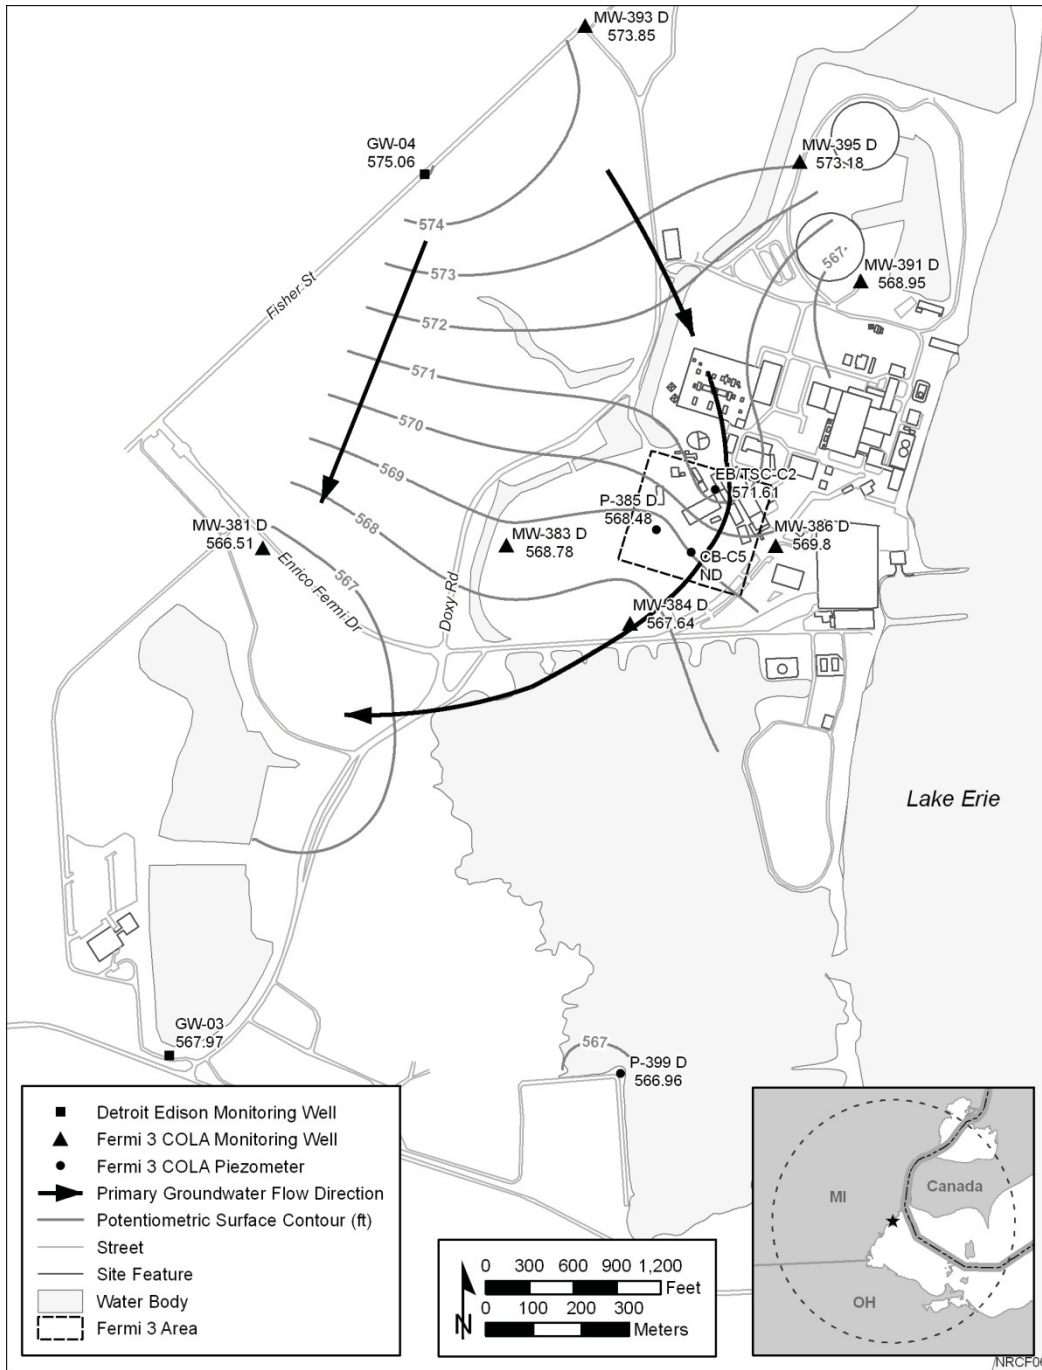 MW-393 D
573.85
GW-04
575.06
MW-395 D
573.18
574
573
567
MW-391 D
568.95
Fisher St
572
571
570
569
EB/TSC-C2
571.61
P-385 D
568.48
MW-381 D
566.51
568
MW-383 D
568.78
MW-386 D
569.8
CB-C5
ND
567
Enrico Fermi Dr
Doxy Rd
MW-384 D
567.64
Lake Erie
GW-03
567.97
567
P-399 D
566.96
Detroit Edison Monitoring Well
Fermi 3 COLA Monitoring Well
Fermi 3 COLA Piezometer
Primary Groundwater Flow Direction
Potentiometric Surface Contour (ft)
Street
Site Feature
Water Body
Fermi 3 Area
N
0 300 600 900 1,200
Feet
0 100 200 300
Meters
MI
Canada
OH